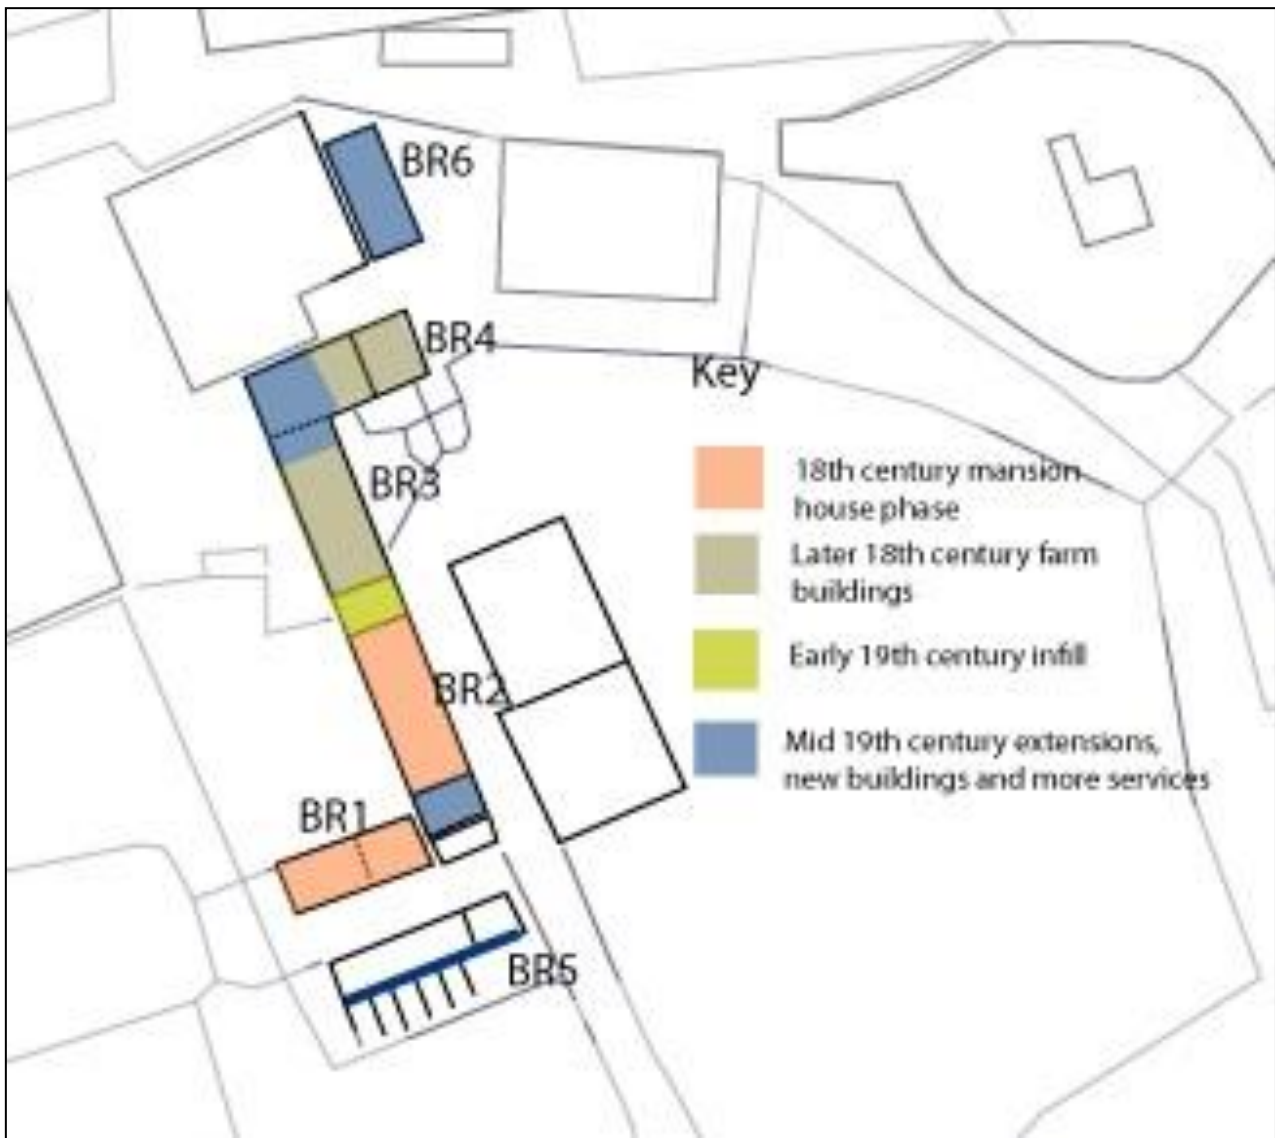 BR6
BR4
Key
BR3
18th century mansion
house phase
Later 18th century farm
buildings
Early 19th century infill
BR2
Mid 19th century extensions,
new buildings and more services
BR1
BR5